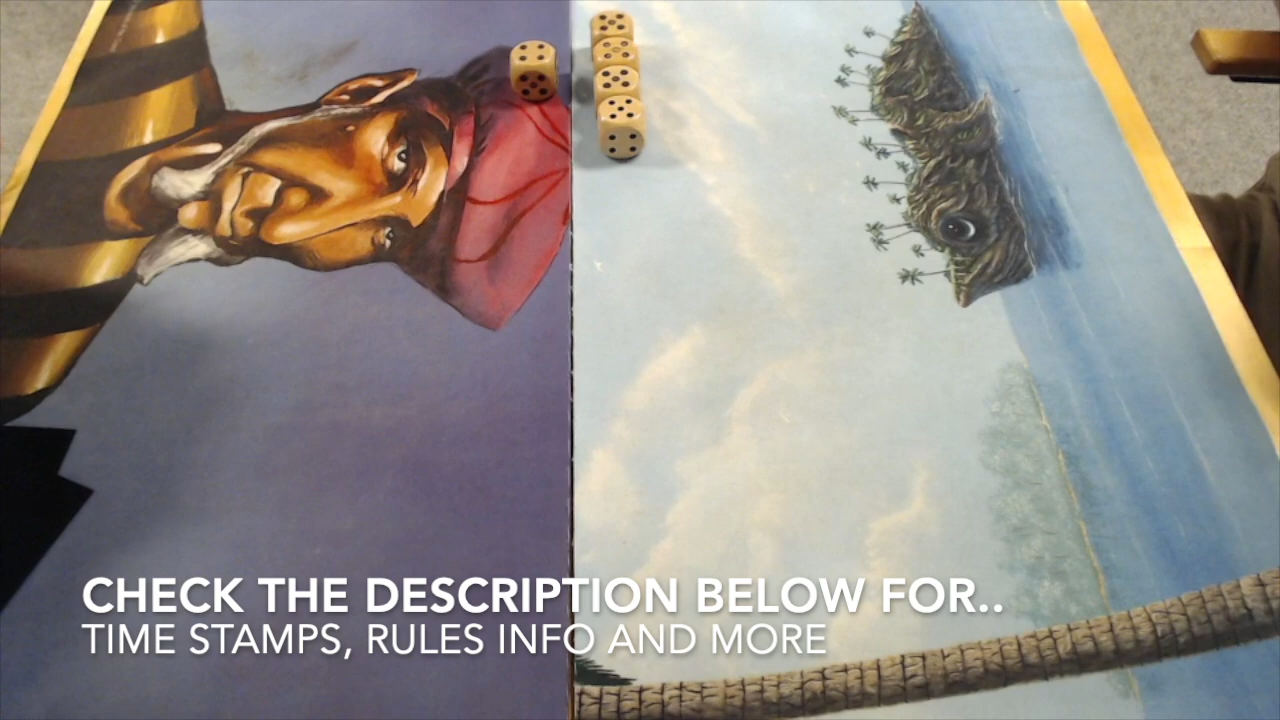 CHECK THE DESCRIPTION BELOW FOR..
TIME STAMPS, RULES INFO AND MORE